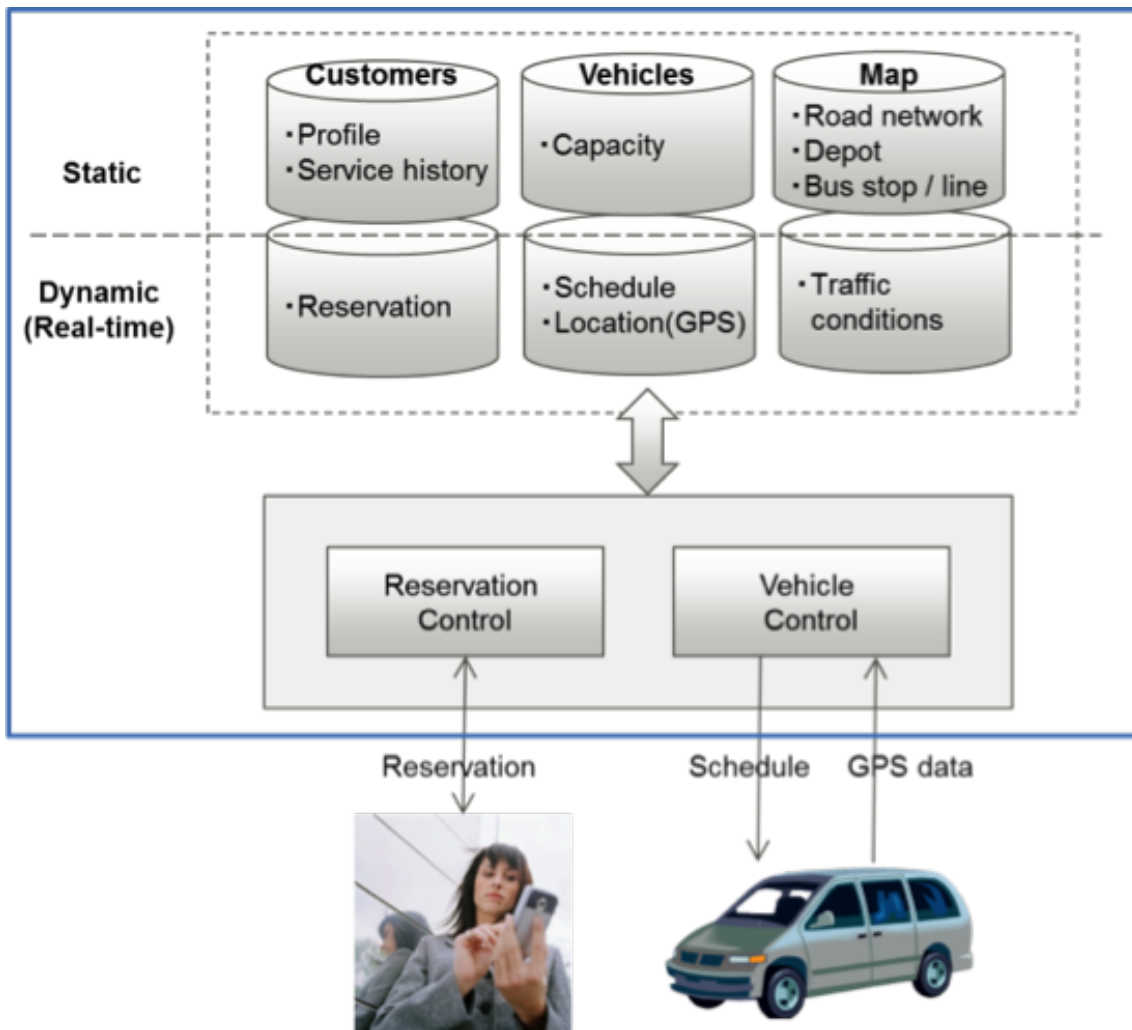 Customers
Vehicles
Map
・Profile
・Service history
・Capacity
・Road network
・Depot
・Bus stop / line
Static
Dynamic
(Real-time)
・Reservation
・Schedule
・Location(GPS)
・Traffic
conditions
Reservation
Control
Vehicle
Control
Reservation
Schedule
GPS data